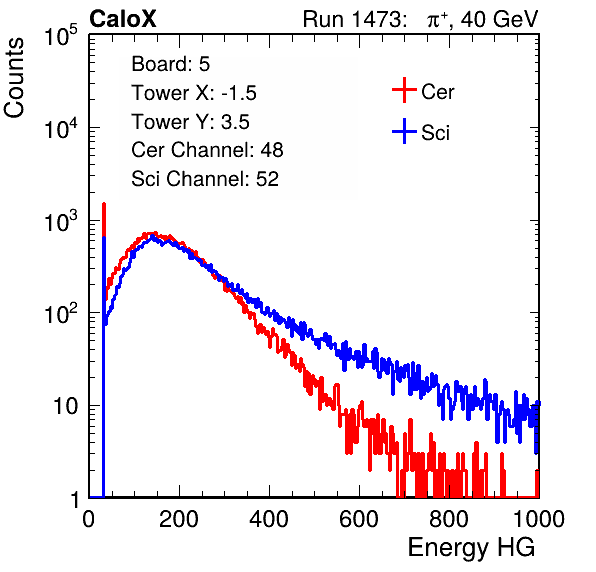 CaloX Run 1473: π⁺, 40 GeV
Counts
10⁵
10⁴
10³
10²
10
1
Board: 5
Tower X: -1.5
Tower Y: 3.5
Cer Channel: 48
Sci Channel: 52
Cer
Sci
0 200 400 600 800 1000
Energy HG